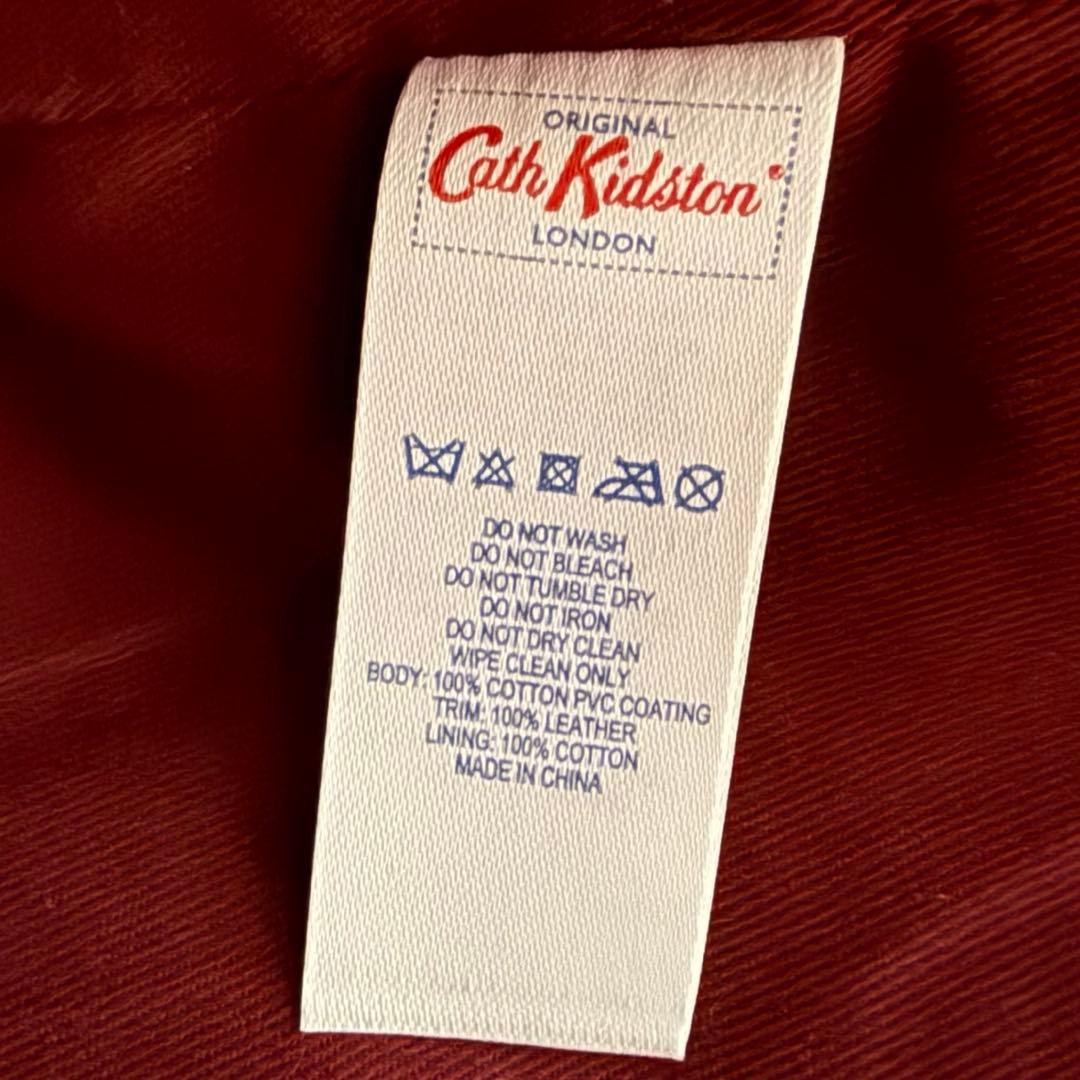 ORIGINAL
Cath Kidston®
LONDON
DO NOT WASH
DO NOT BLEACH
DO NOT TUMBLE DRY
DO NOT IRON
DO NOT DRY CLEAN
WIPE CLEAN ONLY
BODY: 100% COTTON PVC COATING
TRIM: 100% LEATHER
LINING: 100% COTTON
MADE IN CHINA